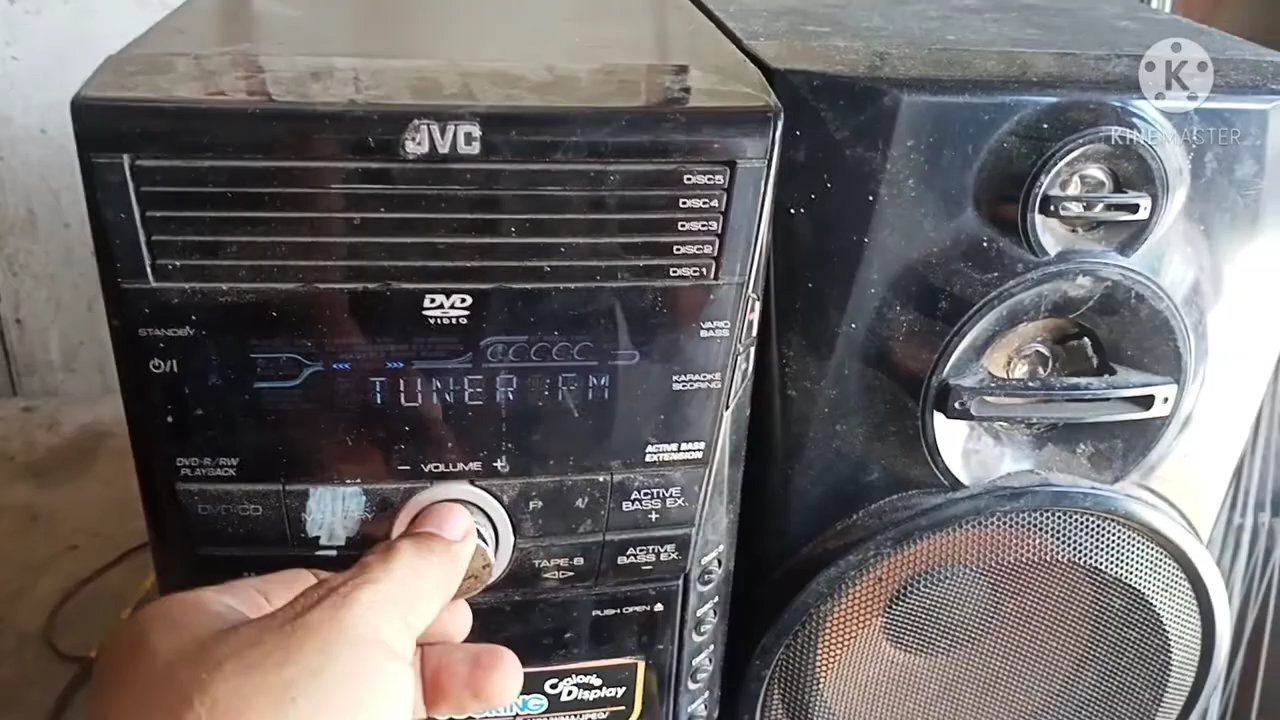 JVC
KINEMASTER
DISC5
DISC4
DISC3
DISC2
DISC1
DVD
VIDEO
STANDBY
VARIO
BASS
TUNER FM
KARAOKE
SCORING
ACTIVE BASS
EXTENSION
DVD-R/RW
PLAYBACK
– VOLUME +
DVD/CD
ACTIVE
BASS EX.
+
TAPE-B
ACTIVE
BASS EX.
–
PUSH OPEN
Calorie
Display